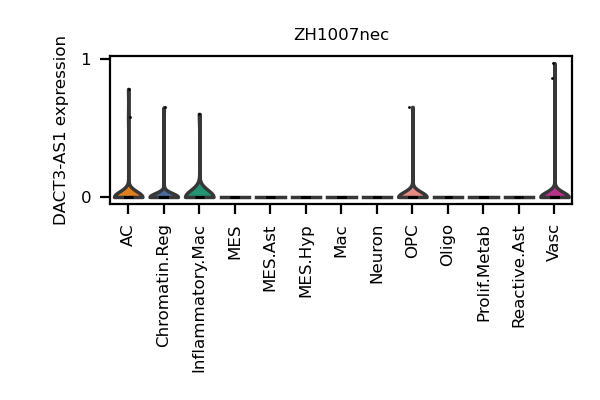 ZH1007nec
DACT3-AS1 expression
1
0
AC
Chromatin.Reg
Inflammatory.Mac
MES
MES.Ast
MES.Hyp
Mac
Neuron
OPC
Oligo
Prolif.Metab
Reactive.Ast
Vasc